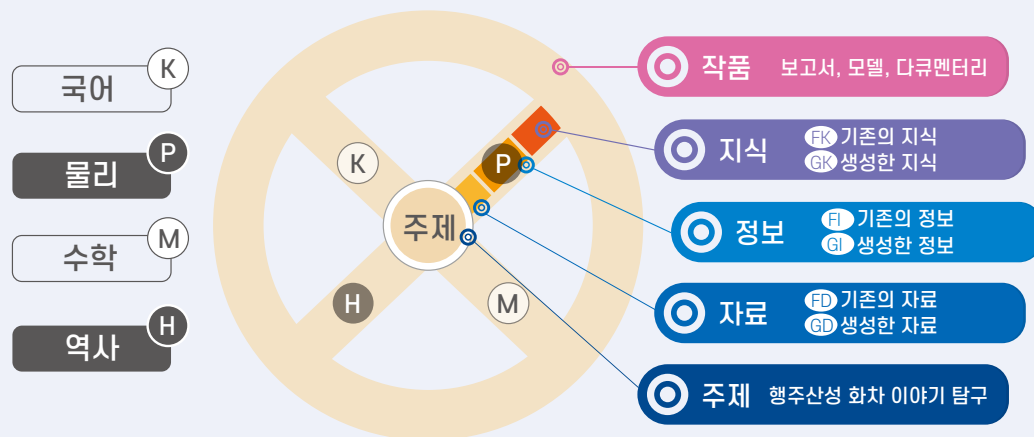 국어 K
물리 P
수학 M
역사 H
K
P
주제
H
M
작품 보고서, 모델, 다큐멘터리
지식 FK 기존의 지식
GK 생성한 지식
정보 FI 기존의 정보
GI 생성한 정보
자료 FD 기존의 자료
GD 생성한 자료
주제 행주산성 화차 이야기 탐구